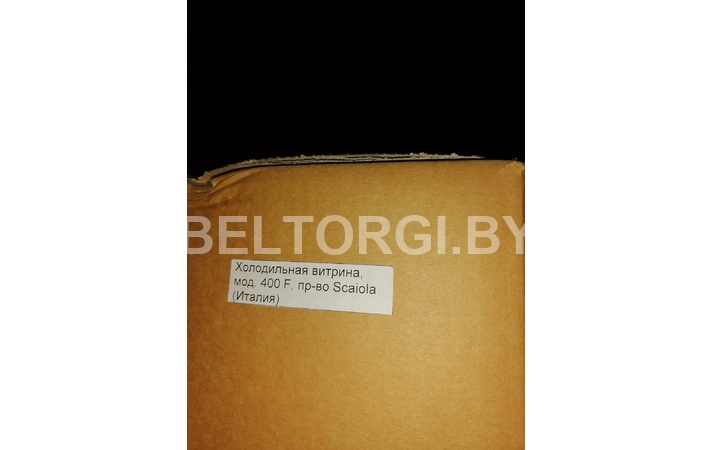 BELTORGI.BY
Холодильная витрина,
мод. 400 F, пр-во Scaiola
(Италия)